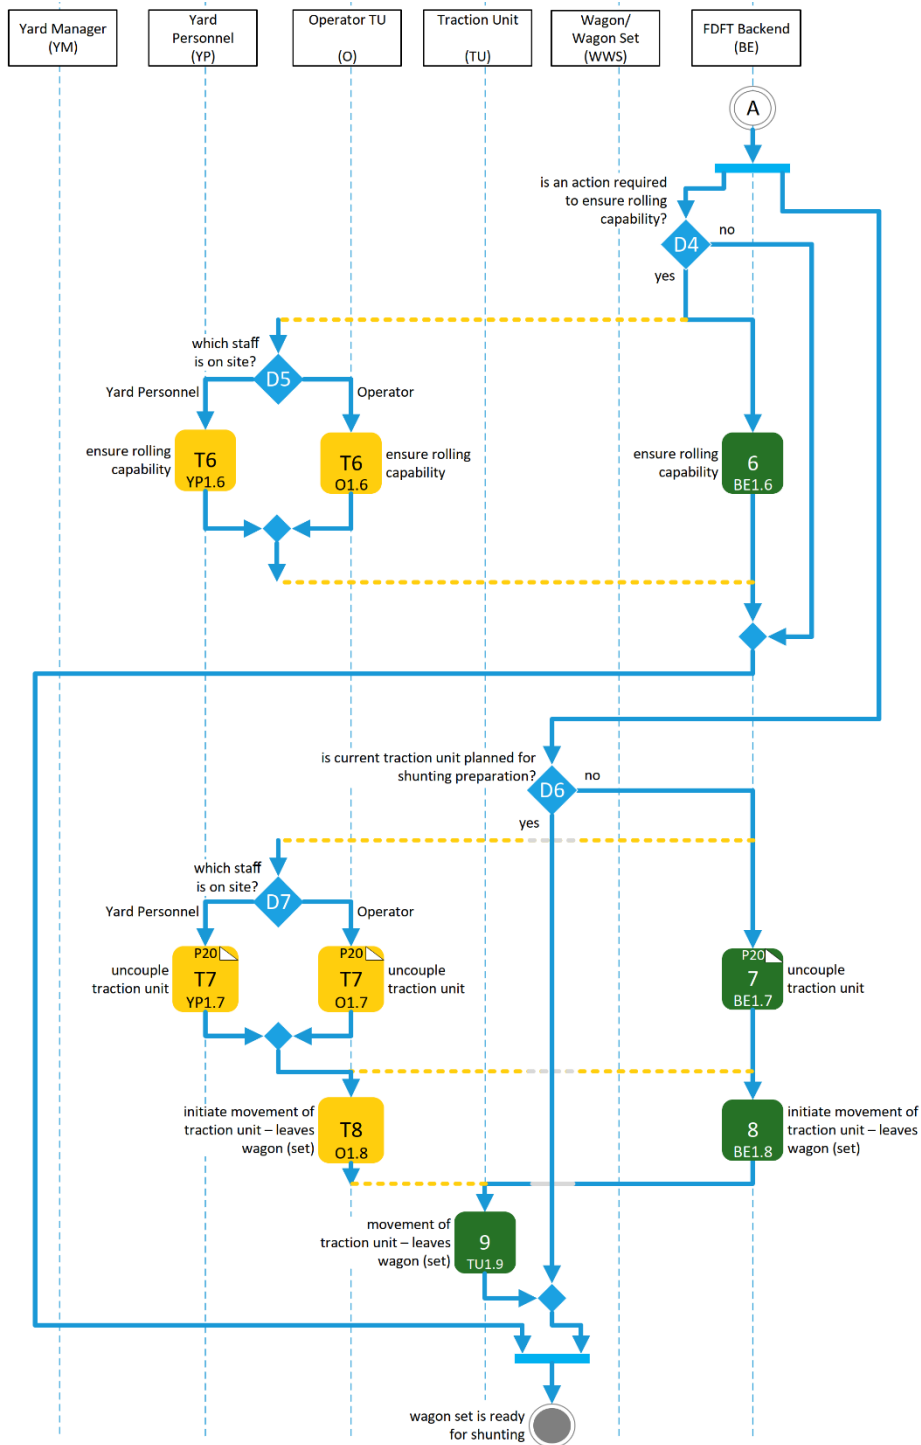 Yard Manager
(YM)
Yard
Personnel
(YP)
Operator TU
(O)
Traction Unit
(TU)
Wagon/
Wagon Set
(WWS)
FDFT Backend
(BE)
A
is an action required
to ensure rolling
capability?
D4
no
yes
which staff
is on site?
D5
Yard Personnel
Operator
ensure rolling
capability
T6
YP1.6
T6
O1.6
ensure rolling
capability
ensure rolling
capability
6
BE1.6
is current traction unit planned for
shunting preparation?
D6
no
yes
which staff
is on site?
D7
Yard Personnel
Operator
uncouple
traction unit
P20
T7
YP1.7
P20
T7
O1.7
uncouple
traction unit
P20
7
BE1.7
uncouple
traction unit
initiate movement of
traction unit – leaves
wagon (set)
T8
O1.8
8
BE1.8
initiate movement of
traction unit – leaves
wagon (set)
movement of
traction unit – leaves
wagon (set)
9
TU1.9
wagon set is ready
for shunting